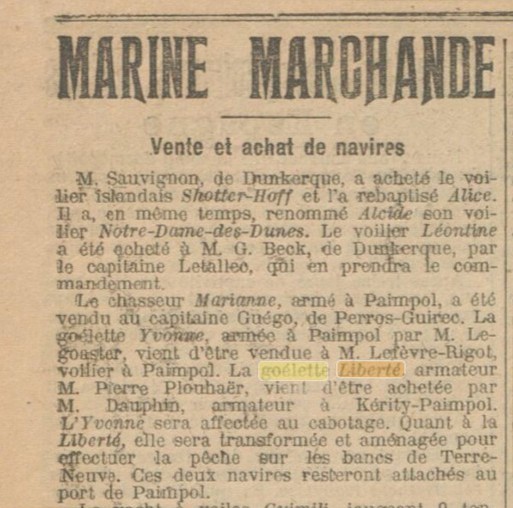 MARINE MARCHANDE
Vente et achat de navires
M. Sauvignon, de Dunkerque, a acheté le voi-
lier islandais Shotter-Hoff et l'a rebaptisé Alice.
Il a, en même temps, renommé Alcide son voi-
lier Notre-Dame-des-Dunes. Le voilier Léontine
a été acheté à M. G. Beck, de Dunkerque, par
le capitaine Letallec, qui en prendra le com-
mandement.
Le chasseur Marianne, armé à Paimpol, a été
vendu au capitaine Guégo, de Perros-Guirec. La
goélette Yvonne, armée à Paimpol par M. Le-
goaster, vient d'être vendue à M. Lefèvre-Rigot,
voilier à Paimpol. La goélette Liberté, armateur
M. Pierre Plouhaër, vient d'être achetée par
M. Dauphin, armateur à Kérity-Paimpol.
L'Yvonne sera affectée au cabotage. Quant à la
Liberté, elle sera transformée et aménagée pour
effectuer la pêche sur les bancs de Terre-
Neuve. Ces deux navires resteront attachés au
port de Paimpol.